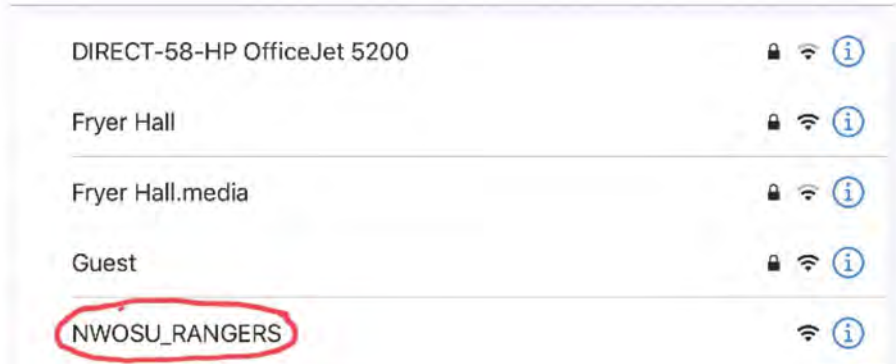 DIRECT-58-HP OfficeJet 5200
Fryer Hall
Fryer Hall.media
Guest
NWOSU_RANGERS